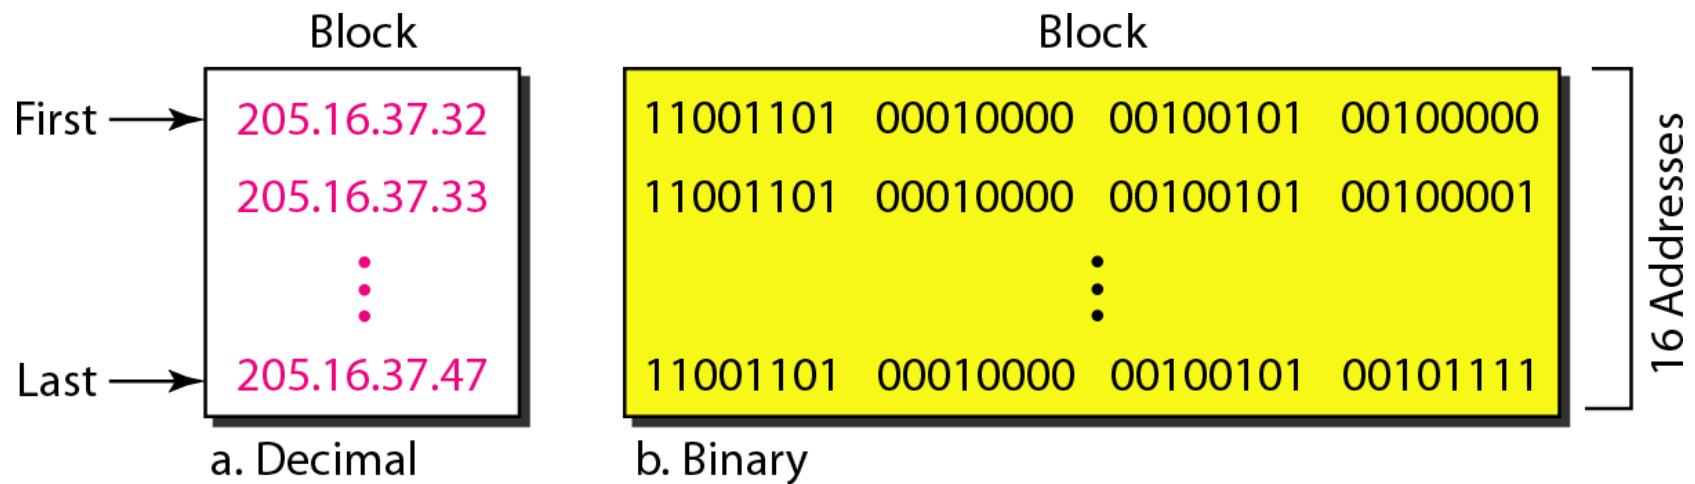 Block Block
First 205.16.37.32 11001101 00010000 00100101 00100000
205.16.37.33 11001101 00010000 00100101 00100001
Last 205.16.37.47 11001101 00010000 00100101 00101111
16 Addresses
a. Decimal b. Binary